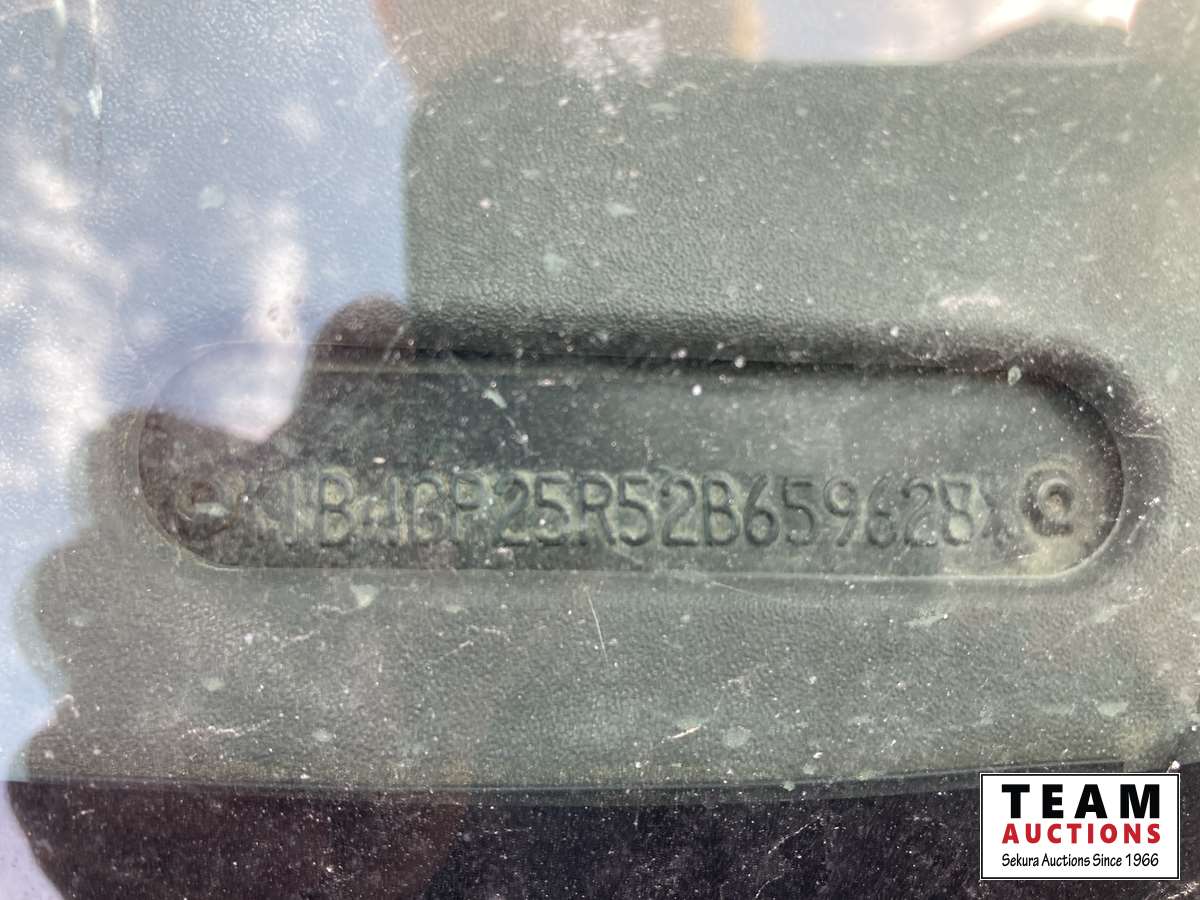 1B4GP25R52B659628
TEAM
AUCTIONS
Sekura Auctions Since 1966